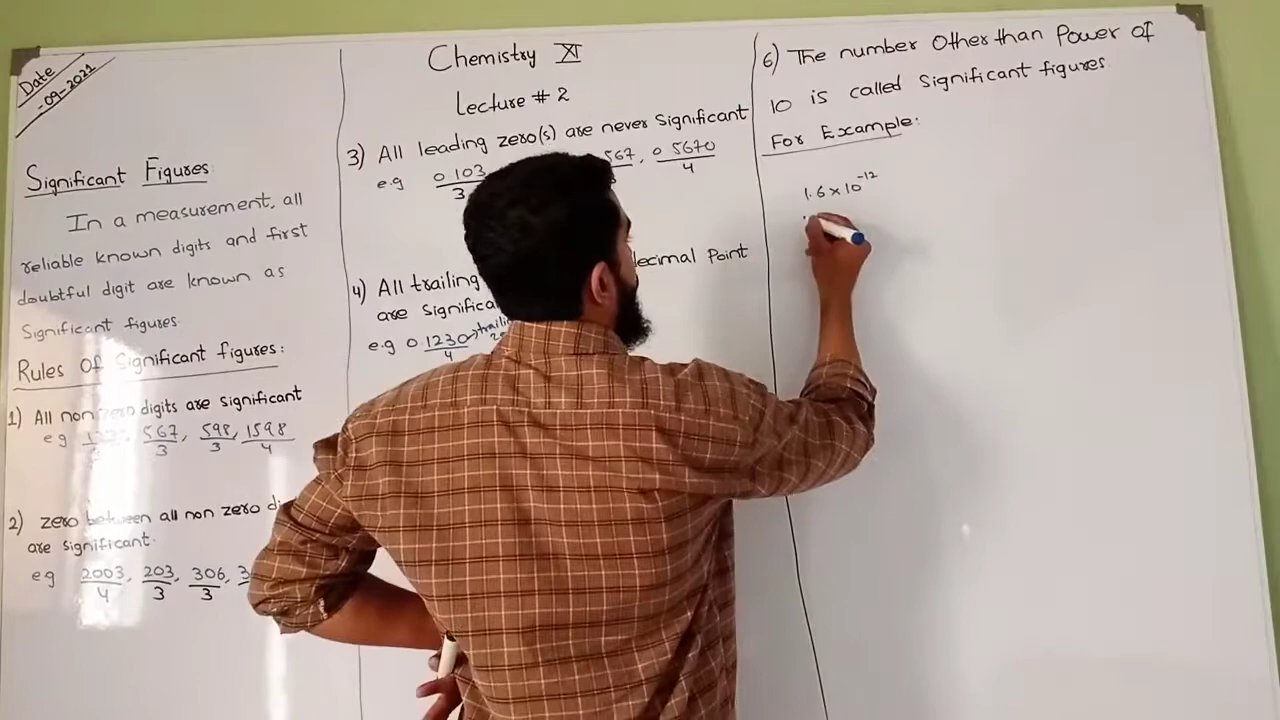 Date
-09-2021
Significant Figures
In a measurement, all
reliable known digits and first
doubtful digit are known as
Significant figures.
Rules Of Significant figures:
1) All non zero digits are significant
eg 567, 598, 1598
3 3 4
2) zero between all non zero
are significant.
eg 2003, 203, 306,
4 3 3
Chemistry XI
Lecture # 2
3) All leading zero(s) are never Significant
e.g 0.103 567, 0.5670
3 4
4) All trailing decimal Point
are
e.g 0.1230
4
6) The number Other than Power of
10 is called Significant figures.
For Example:
1.6 x 10⁻¹²